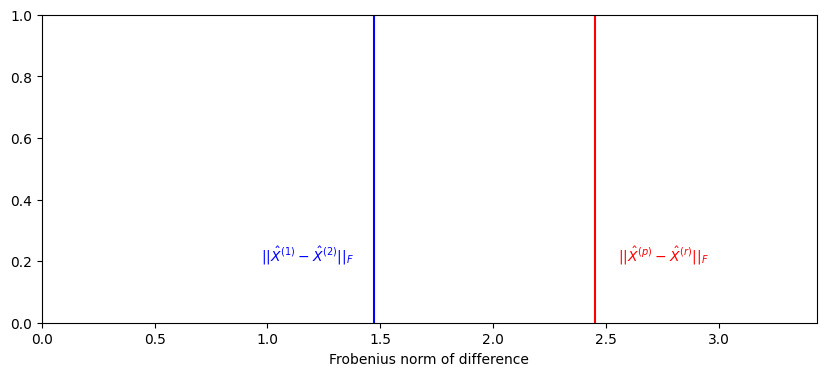 1.0
0.8
0.6
0.4
0.2
0.0
||X̂⁽¹⁾ − X̂⁽²⁾||_F
||X̂⁽ᵖ⁾ − X̂⁽ʳ⁾||_F
0.0 0.5 1.0 1.5 2.0 2.5 3.0
Frobenius norm of difference